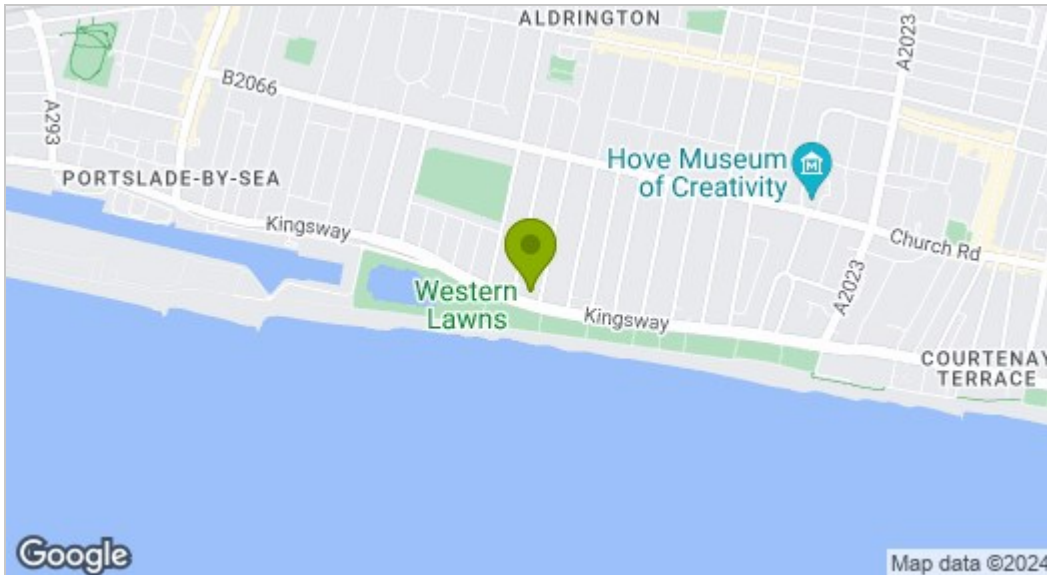 ALDRINGTON
A2023
B2066
A293
Hove Museum
of Creativity
PORTSLADE-BY-SEA
Kingsway
Church Rd
A2023
Western
Lawns
Kingsway
COURTENAY
TERRACE
Google
Map data ©2024